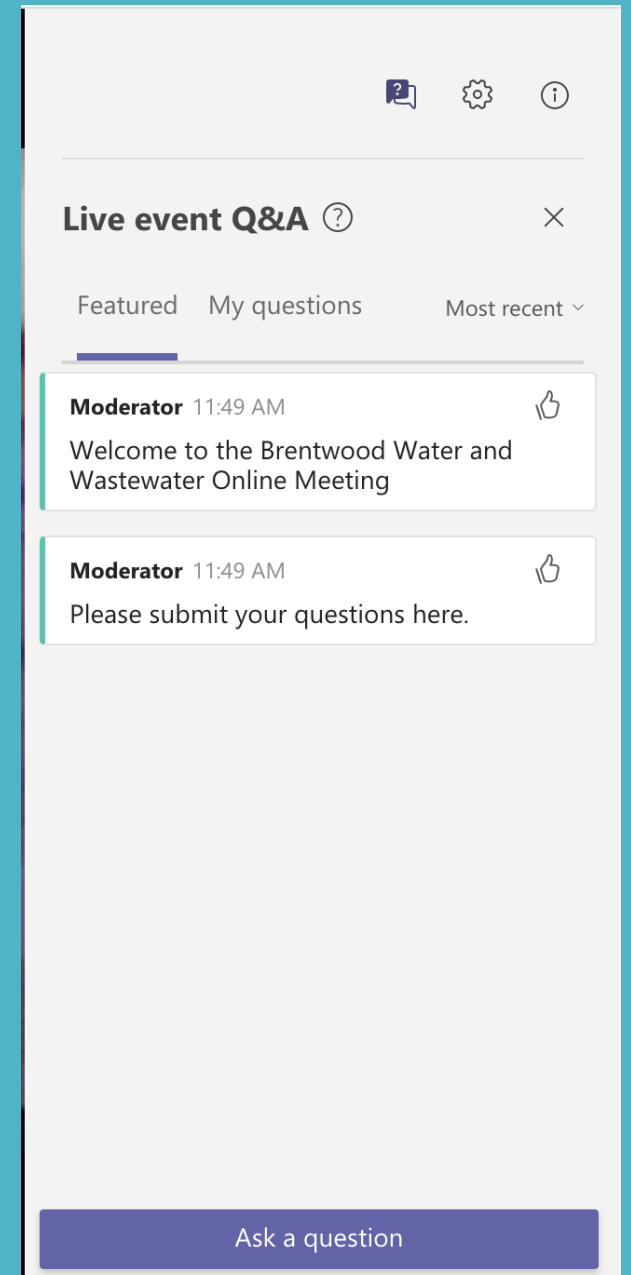 Live event Q&A
Featured My questions Most recent
Moderator 11:49 AM
Welcome to the Brentwood Water and
Wastewater Online Meeting
Moderator 11:49 AM
Please submit your questions here.
Ask a question